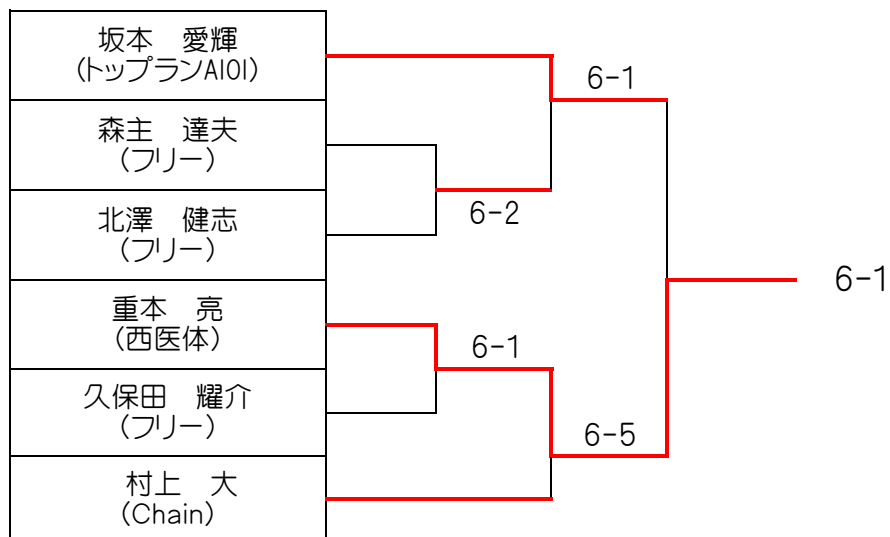 坂本　愛輝
(トップランAIOI)
6-1
森主　達夫
(フリー)
北澤　健志
(フリー)
6-2
6-1
重本　亮
(西医体)
6-1
久保田　耀介
(フリー)
6-5
村上　大
(Chain)